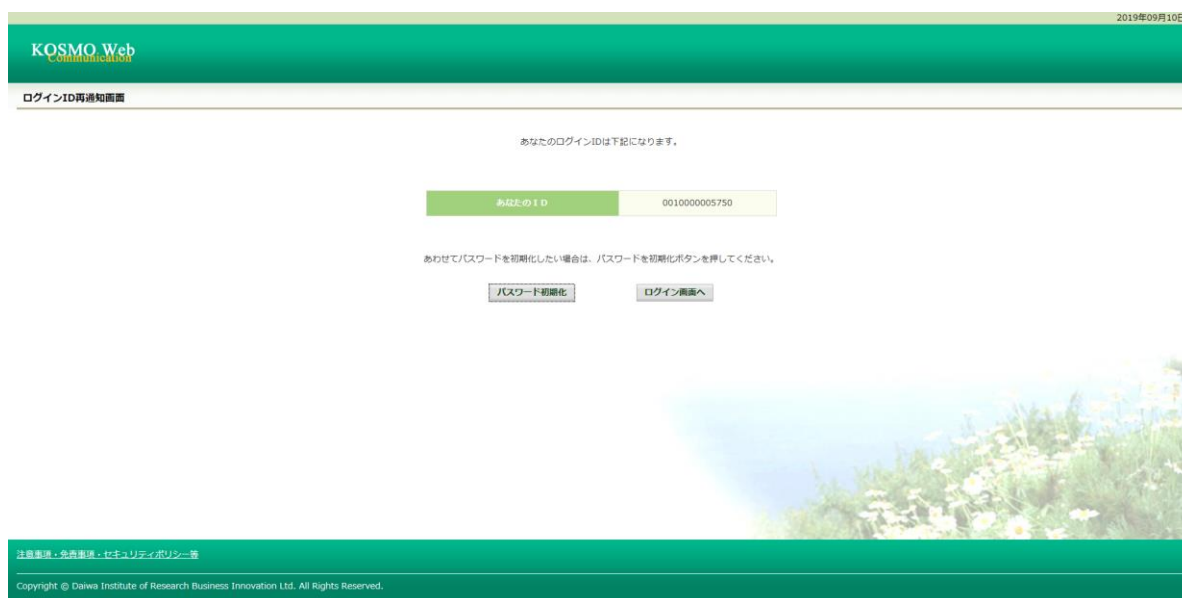 2019年09月10日
KOSMO Web
Communication
ログインID再通知画面
あなたのログインIDは下記になります。
あなたのＩＤ 0010000005750
あわせてパスワードを初期化したい場合は、パスワードを初期化ボタンを押してください。
パスワード初期化 ログイン画面へ
注意事項・免責事項・セキュリティポリシー等
Copyright © Daiwa Institute of Research Business Innovation Ltd. All Rights Reserved.